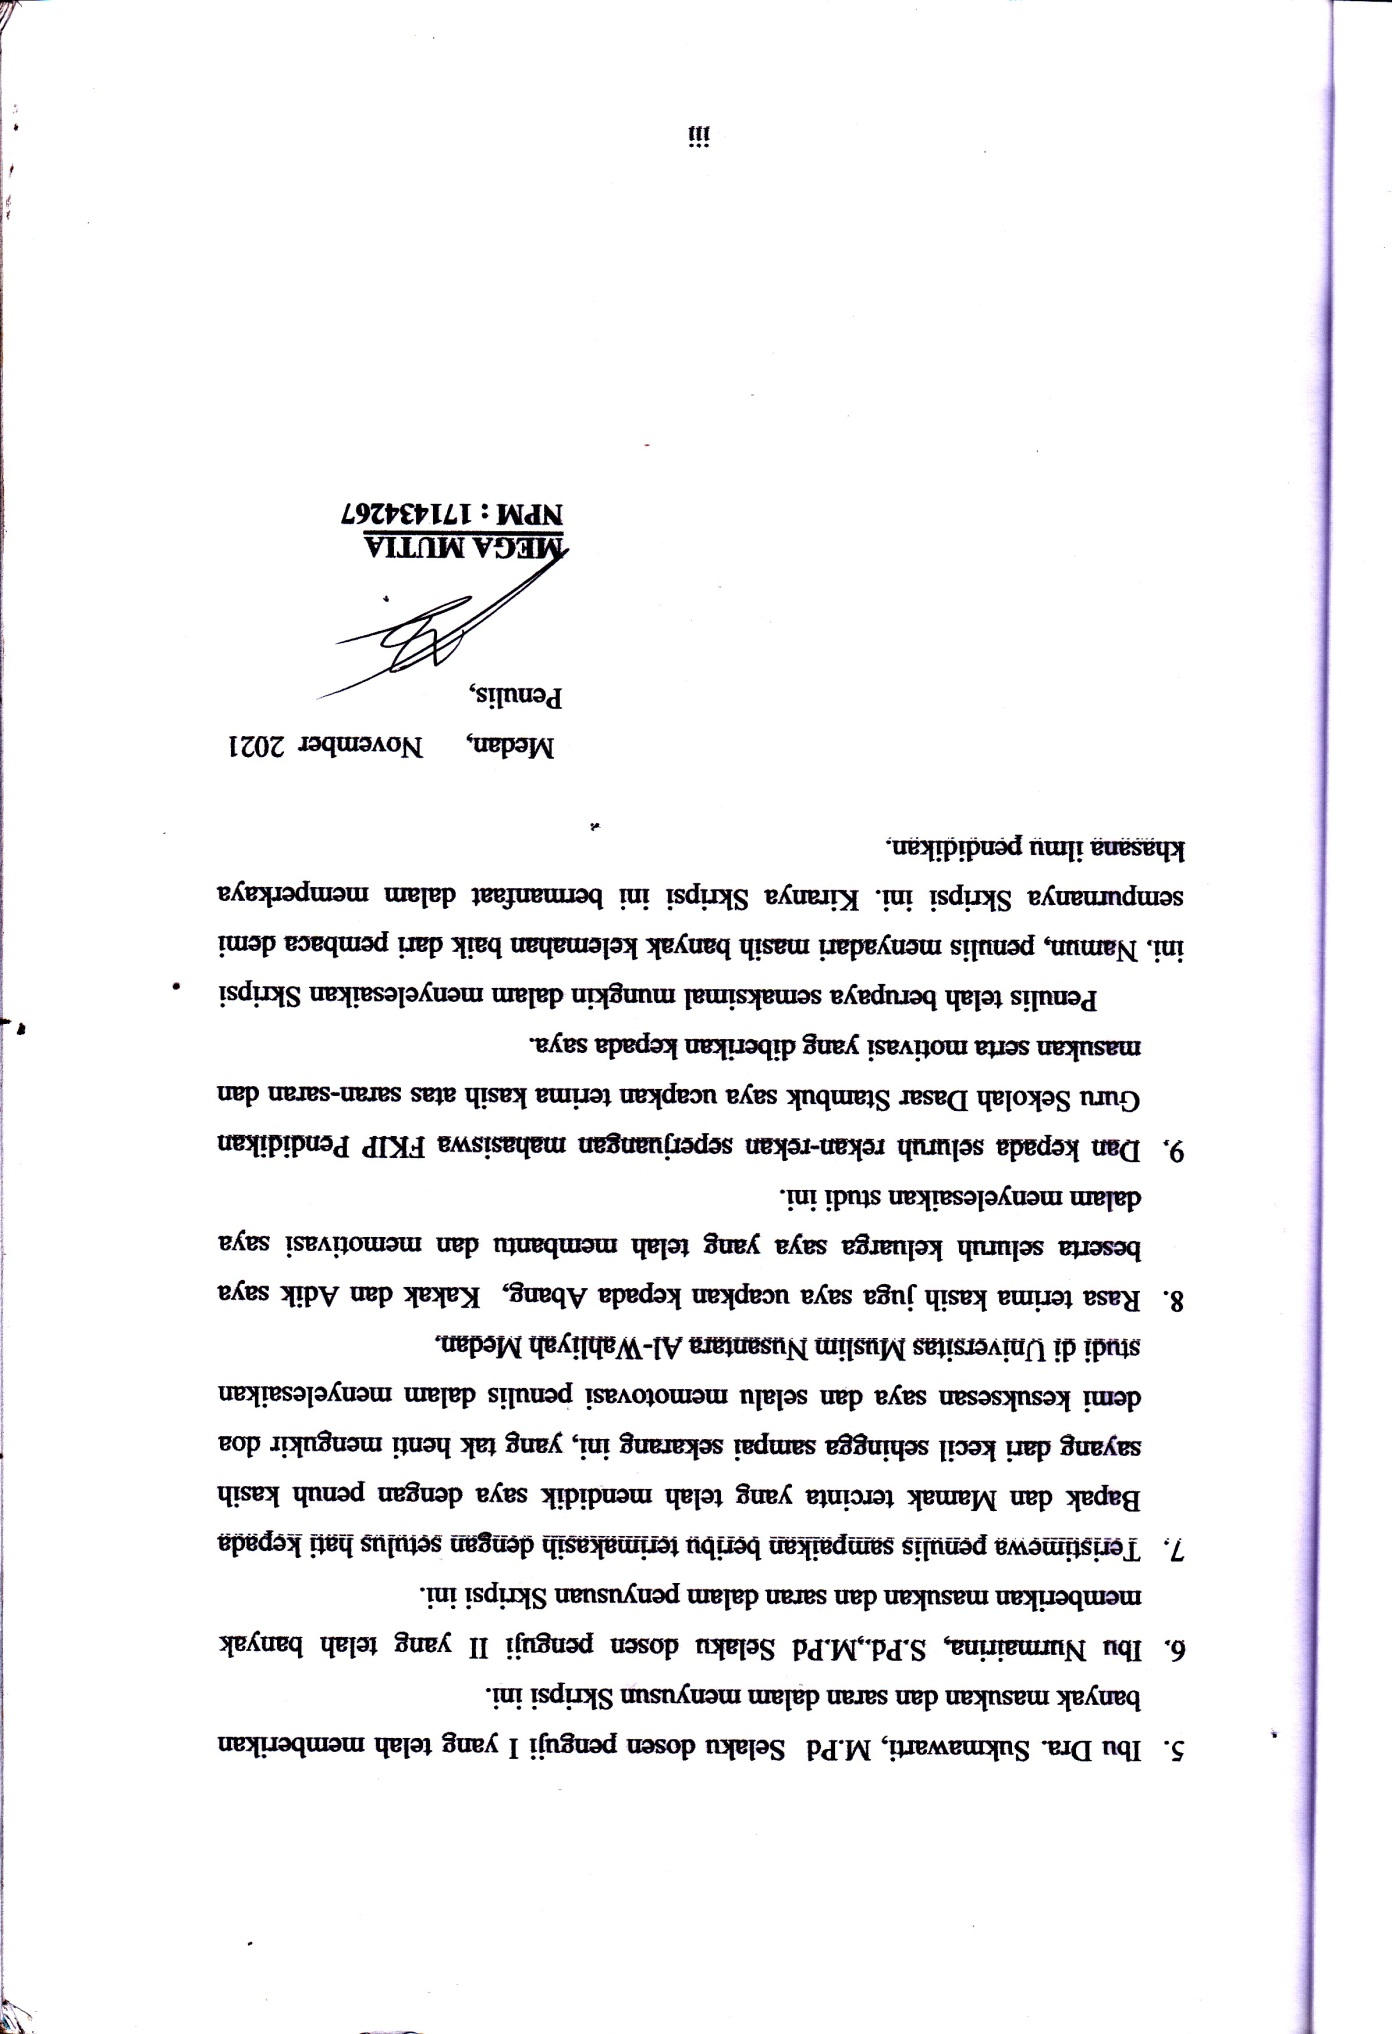 5. Ibu Dra. Sukmawarti, M.Pd Selaku dosen penguji I yang telah memberikan
banyak masukan dan saran dalam menyusun Skripsi ini.
6. Ibu Nurmairina, S.Pd.,M.Pd Selaku dosen penguji II yang telah banyak
memberikan masukan dan saran dalam penyusuan Skripsi ini.
7. Teristimewa penulis sampaikan beribu terimakasih dengan setulus hati kepada
Bapak dan Mamak tercinta yang telah mendidik saya dengan penuh kasih
sayang dari kecil sehingga sampai sekarang ini, yang tak henti mengukir doa
demi kesuksesan saya dan selalu memotovasi penulis dalam menyelesaikan
studi di Universitas Muslim Nusantara Al-Wahliyah Medan.
8. Rasa terima kasih juga saya ucapkan kepada Abang, Kakak dan Adik saya
beserta seluruh keluarga saya yang telah membantu dan memotivasi saya
dalam menyelesaikan studi ini.
9. Dan kepada seluruh rekan-rekan seperjuangan mahasiswa FKIP Pendidikan
Guru Sekolah Dasar Stambuk saya ucapkan terima kasih atas saran-saran dan
masukan serta motivasi yang diberikan kepada saya.
Penulis telah berupaya semaksimal mungkin dalam menyelesaikan Skripsi
ini. Namun, penulis menyadari masih banyak kelemahan baik dari pembaca demi
sempurnanya Skripsi ini. Kiranya Skripsi ini bermanfaat dalam memperkaya
khasana ilmu pendidikan.
Medan, November 2021
Penulis,
MEGA MUTIA
NPM : 171434267
iii